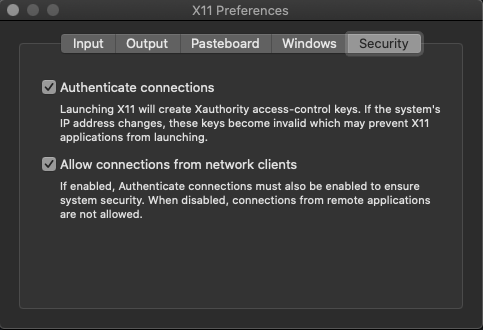 X11 Preferences
Input Output Pasteboard Windows Security
Authenticate connections
Launching X11 will create Xauthority access-control keys. If the system's
IP address changes, these keys become invalid which may prevent X11
applications from launching.
Allow connections from network clients
If enabled, Authenticate connections must also be enabled to ensure
system security. When disabled, connections from remote applications
are not allowed.